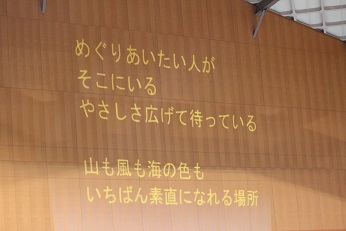 めぐりあいたい人が
そこにいる
やさしさ広げて待っている
山も風も海の色も
いちばん素直になれる場所